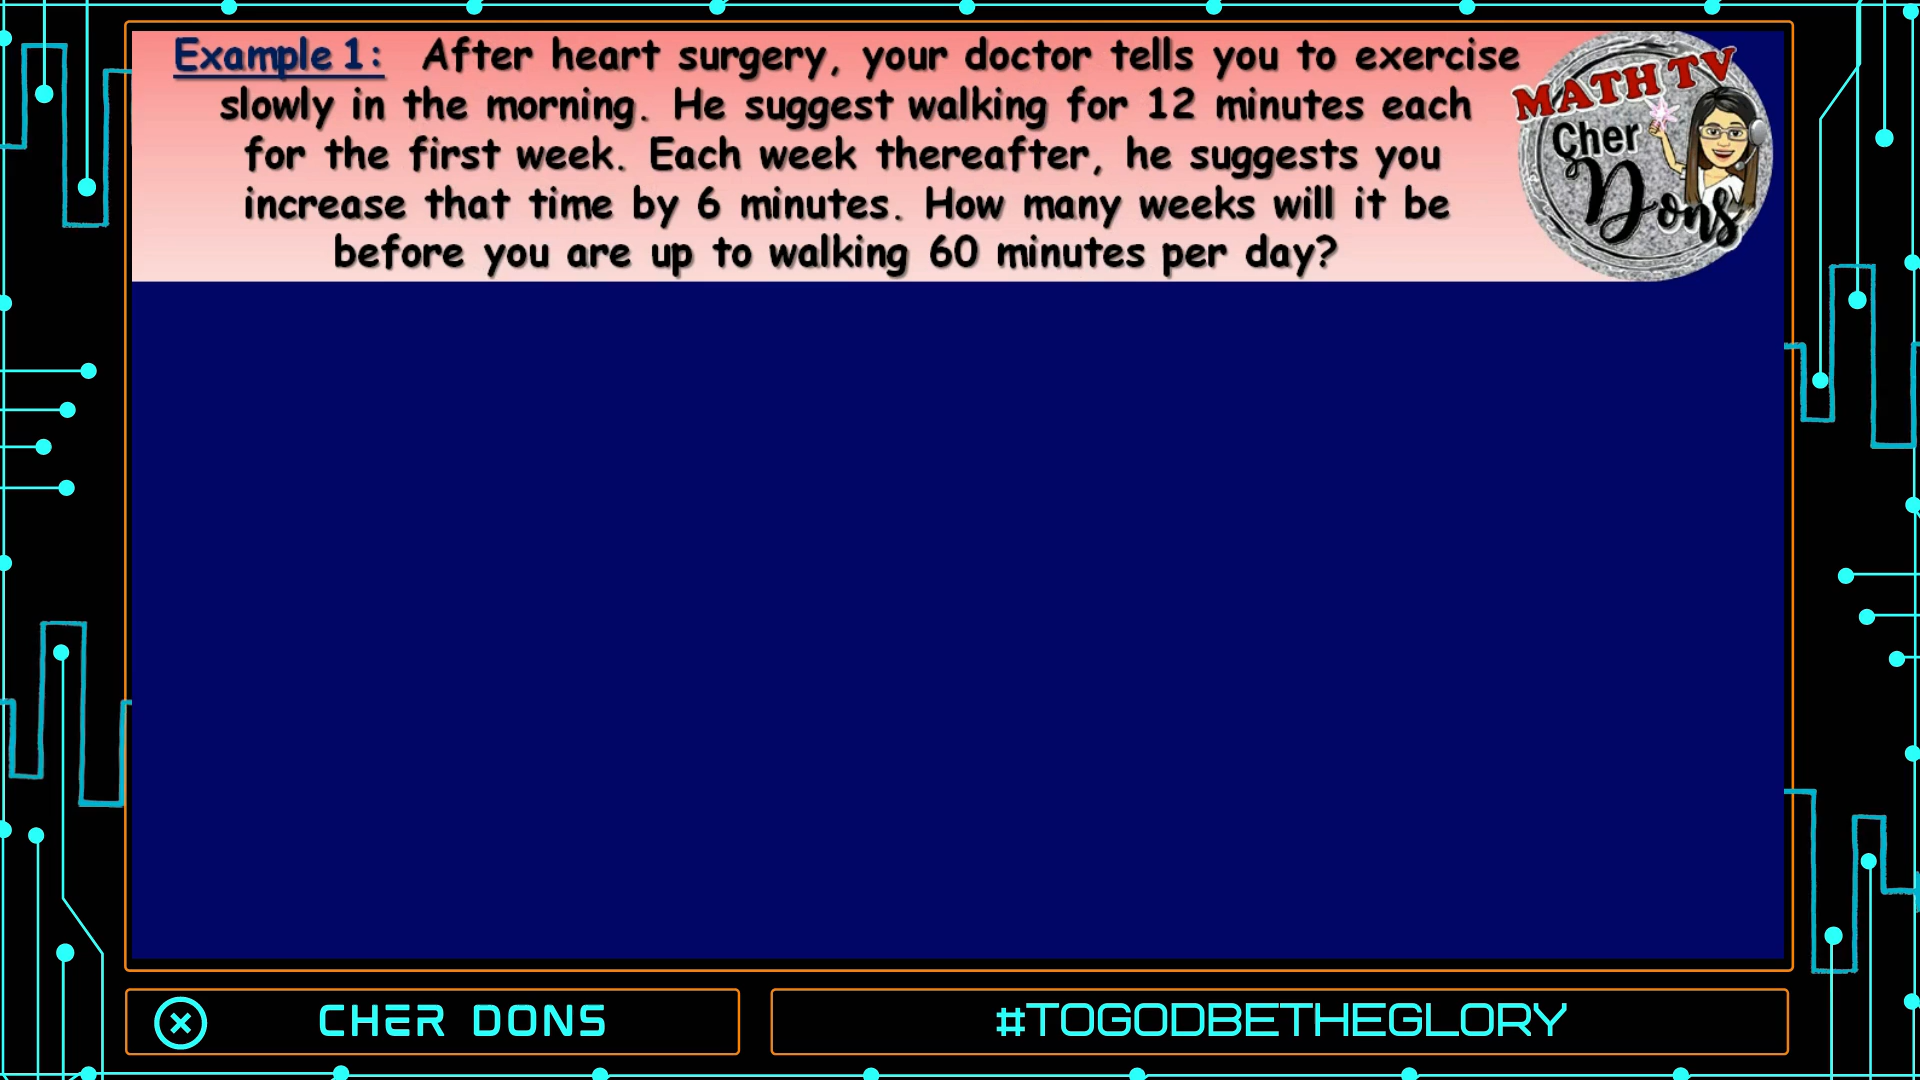 Example 1: After heart surgery, your doctor tells you to exercise
slowly in the morning. He suggest walking for 12 minutes each
for the first week. Each week thereafter, he suggests you
increase that time by 6 minutes. How many weeks will it be
before you are up to walking 60 minutes per day?
MATH TV
Cher
Dons
CHER DONS
#TOGODBETHEGLORY